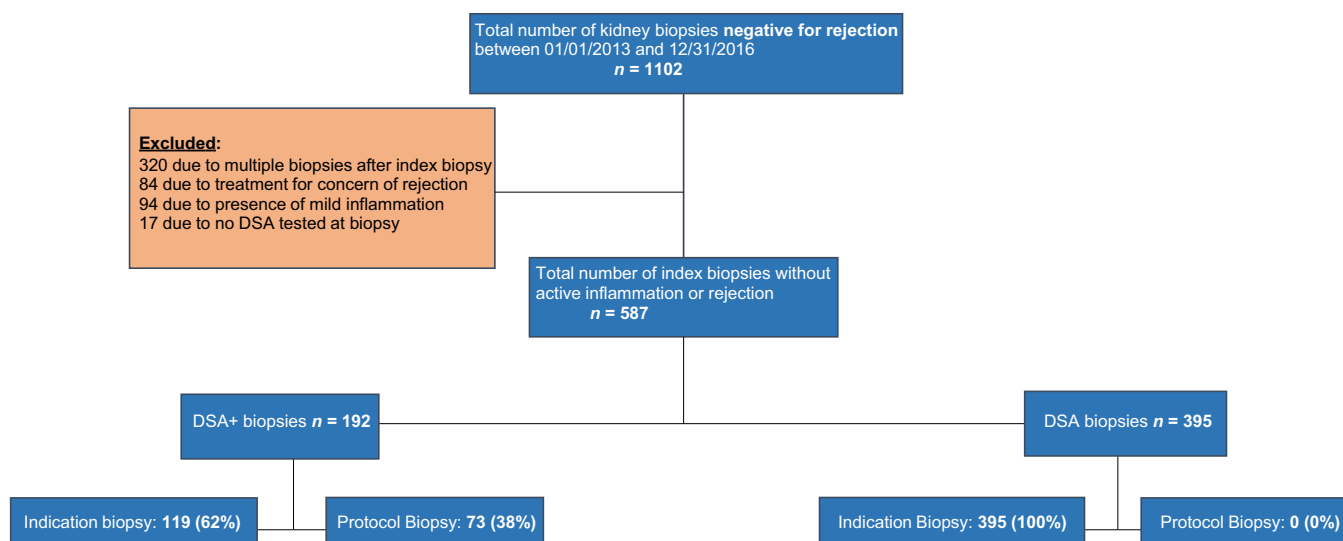 Total number of kidney biopsies negative for rejection
between 01/01/2013 and 12/31/2016
n = 1102
Excluded:
320 due to multiple biopsies after index biopsy
84 due to treatment for concern of rejection
94 due to presence of mild inflammation
17 due to no DSA tested at biopsy
Total number of index biopsies without
active inflammation or rejection
n = 587
DSA+ biopsies n = 192
DSA biopsies n = 395
Indication biopsy: 119 (62%)
Protocol Biopsy: 73 (38%)
Indication Biopsy: 395 (100%)
Protocol Biopsy: 0 (0%)